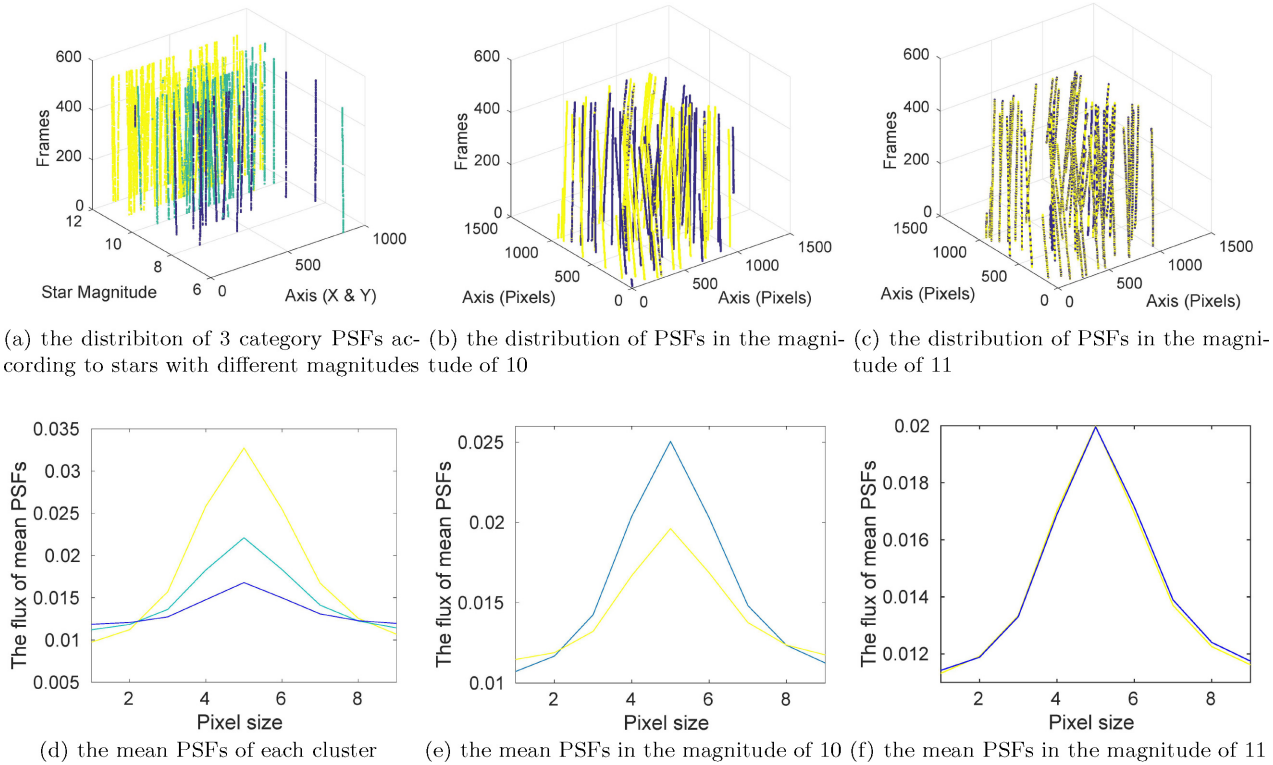 600
400
200
0
Frames
12
10
8
6
Star Magnitude
0
500
1000
Axis (X & Y)
600
400
200
0
Frames
1500
1000
500
0
Axis (Pixels)
0
500
1000
1500
Axis (Pixels)
600
400
200
0
Frames
1500
1000
500
0
Axis (Pixels)
0
500
1000
1500
Axis (Pixels)
(a) the distribiton of 3 category PSFs ac-
cording to stars with different magnitudes
(b) the distribution of PSFs in the magni-
tude of 10
(c) the distribution of PSFs in the magni-
tude of 11
0.035
0.03
0.025
0.02
0.015
0.01
0.005
The flux of mean PSFs
2 4 6 8
Pixel size
(d) the mean PSFs of each cluster
0.025
0.02
0.015
0.01
The flux of mean PSFs
2 4 6 8
Pixel size
(e) the mean PSFs in the magnitude of 10
0.02
0.018
0.016
0.014
0.012
The flux of mean PSFs
2 4 6 8
Pixel size
(f) the mean PSFs in the magnitude of 11